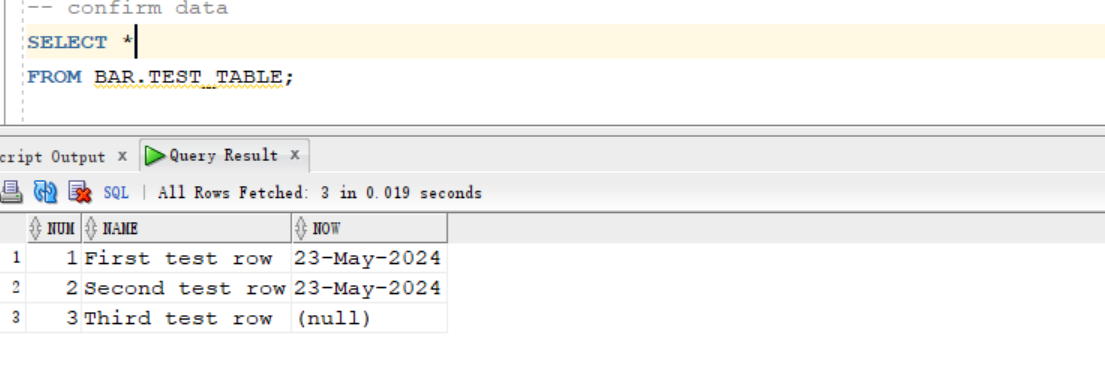 -- confirm data
SELECT *
FROM BAR.TEST_TABLE;
cript Output x Query Result x
SQL | All Rows Fetched: 3 in 0.019 seconds
NUM NAME NOW
1 1 First test row 23-May-2024
2 2 Second test row 23-May-2024
3 3 Third test row (null)